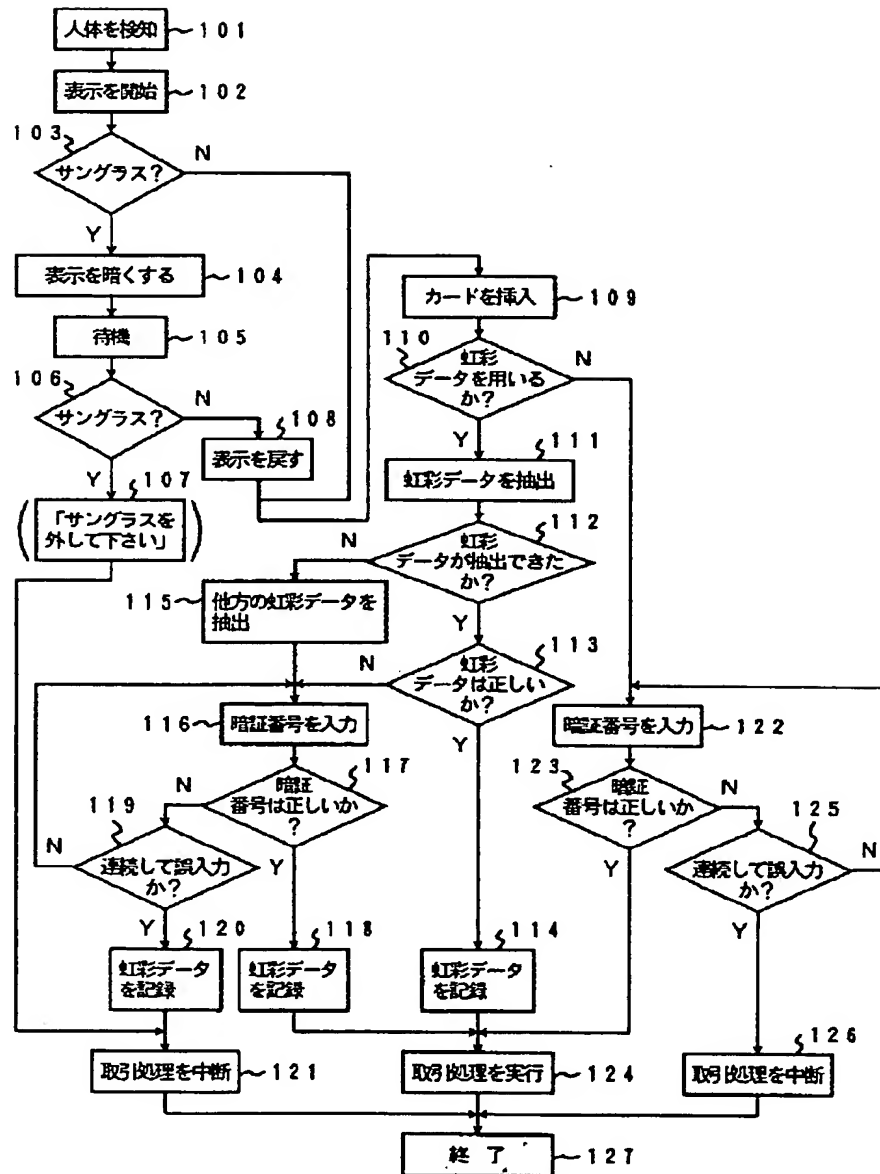 人体を検知 101
表示を開始 102
103
サングラス?
N
Y
表示を暗くする 104
待機 105
106
サングラス?
N
108
表示を戻す
Y
107
「サングラスを
外して下さい」
カードを挿入 109
110
虹彩
データを用いる
か?
N
Y
111
虹彩データを抽出
112
虹彩
データが抽出できた
か?
N
115
他方の虹彩データを
抽出
Y
113
虹彩
データは正しい
か?
N
116
暗証番号を入力
Y
暗証番号を入力 122
117
暗証
番号は正しいか
?
N
Y
123
暗証
番号は正しいか
?
N
Y
119
連続して誤入力
か?
N
Y
125
連続して誤入力
か?
N
Y
120
虹彩データ
を記録
118
虹彩データ
を記録
114
虹彩データ
を記録
取引処理を中断 121
取引処理を実行 124
126
取引処理を中断
終了 127